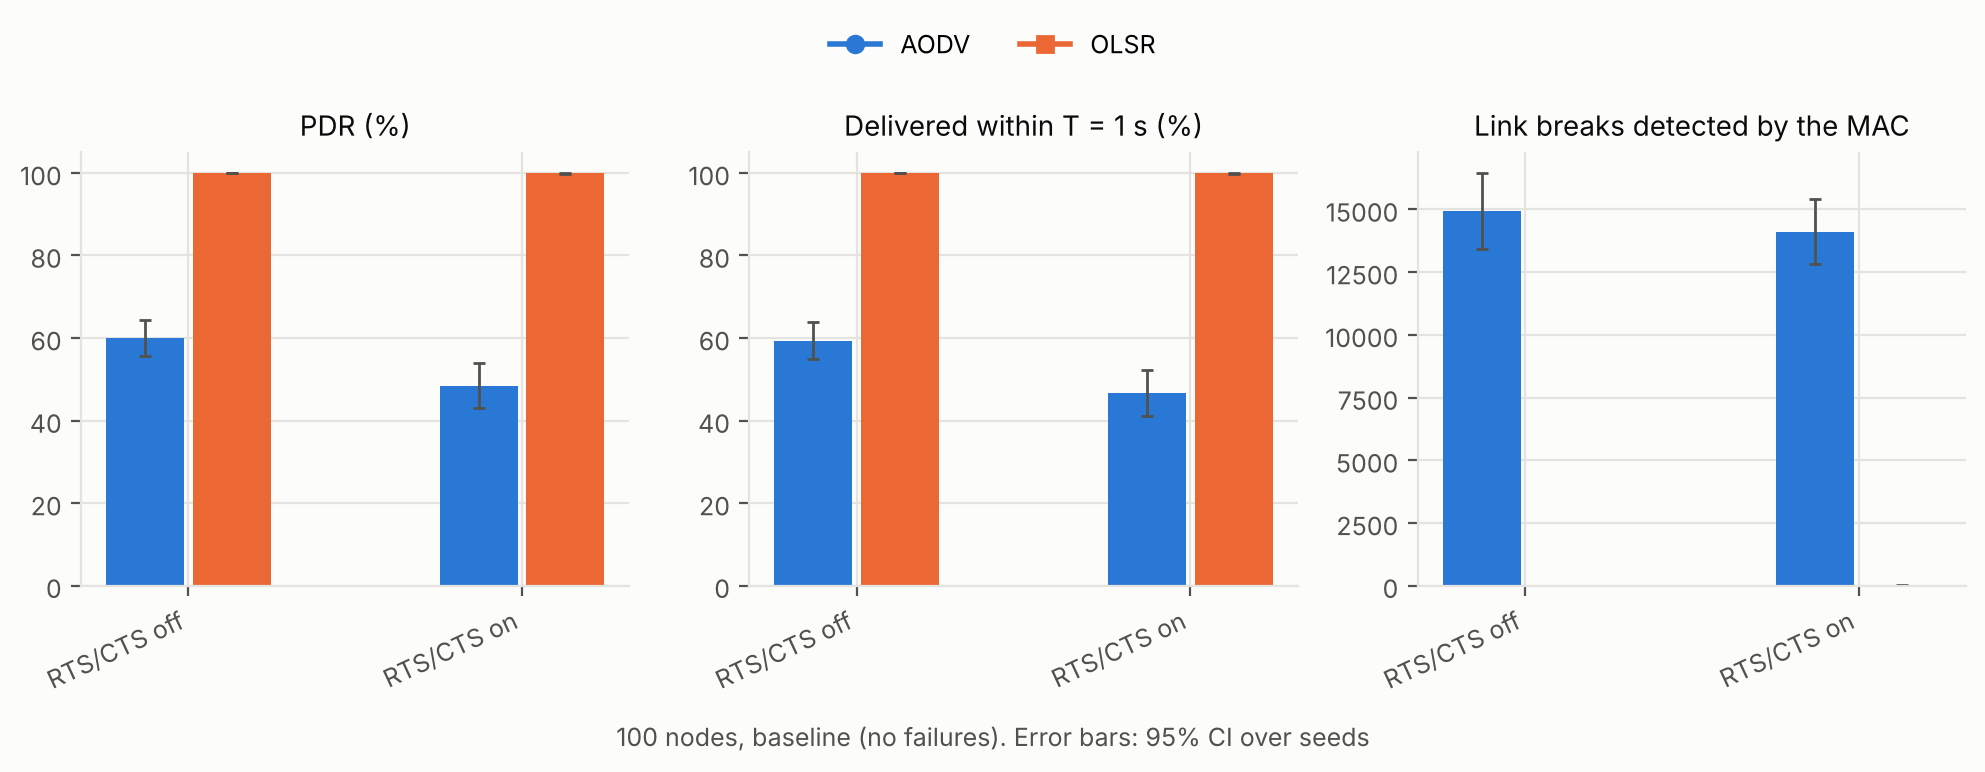 AODV OLSR
PDR (%)
100
80
60
40
20
0
RTS/CTS off
RTS/CTS on
Delivered within T = 1 s (%)
100
80
60
40
20
0
RTS/CTS off
RTS/CTS on
Link breaks detected by the MAC
15000
12500
10000
7500
5000
2500
0
RTS/CTS off
RTS/CTS on
100 nodes, baseline (no failures). Error bars: 95% CI over seeds